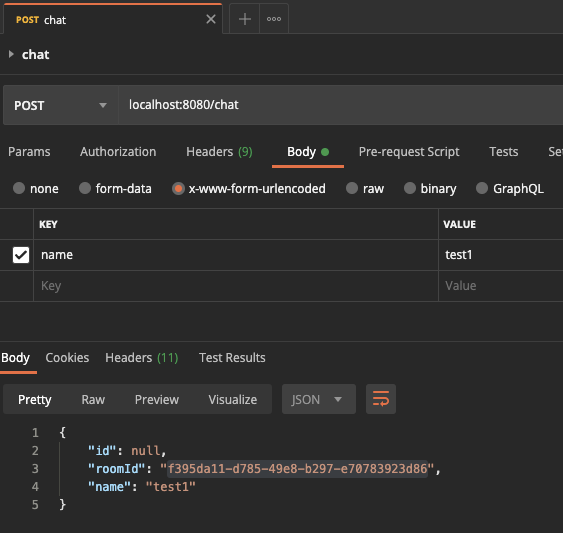 POST chat
chat
POST localhost:8080/chat
Params Authorization Headers (9) Body Pre-request Script Tests Set
none form-data x-www-form-urlencoded raw binary GraphQL
KEY VALUE
name test1
Key Value
Body Cookies Headers (11) Test Results
Pretty Raw Preview Visualize JSON
1 {
2 "id": null,
3 "roomId": "f395da11-d785-49e8-b297-e70783923d86",
4 "name": "test1"
5 }